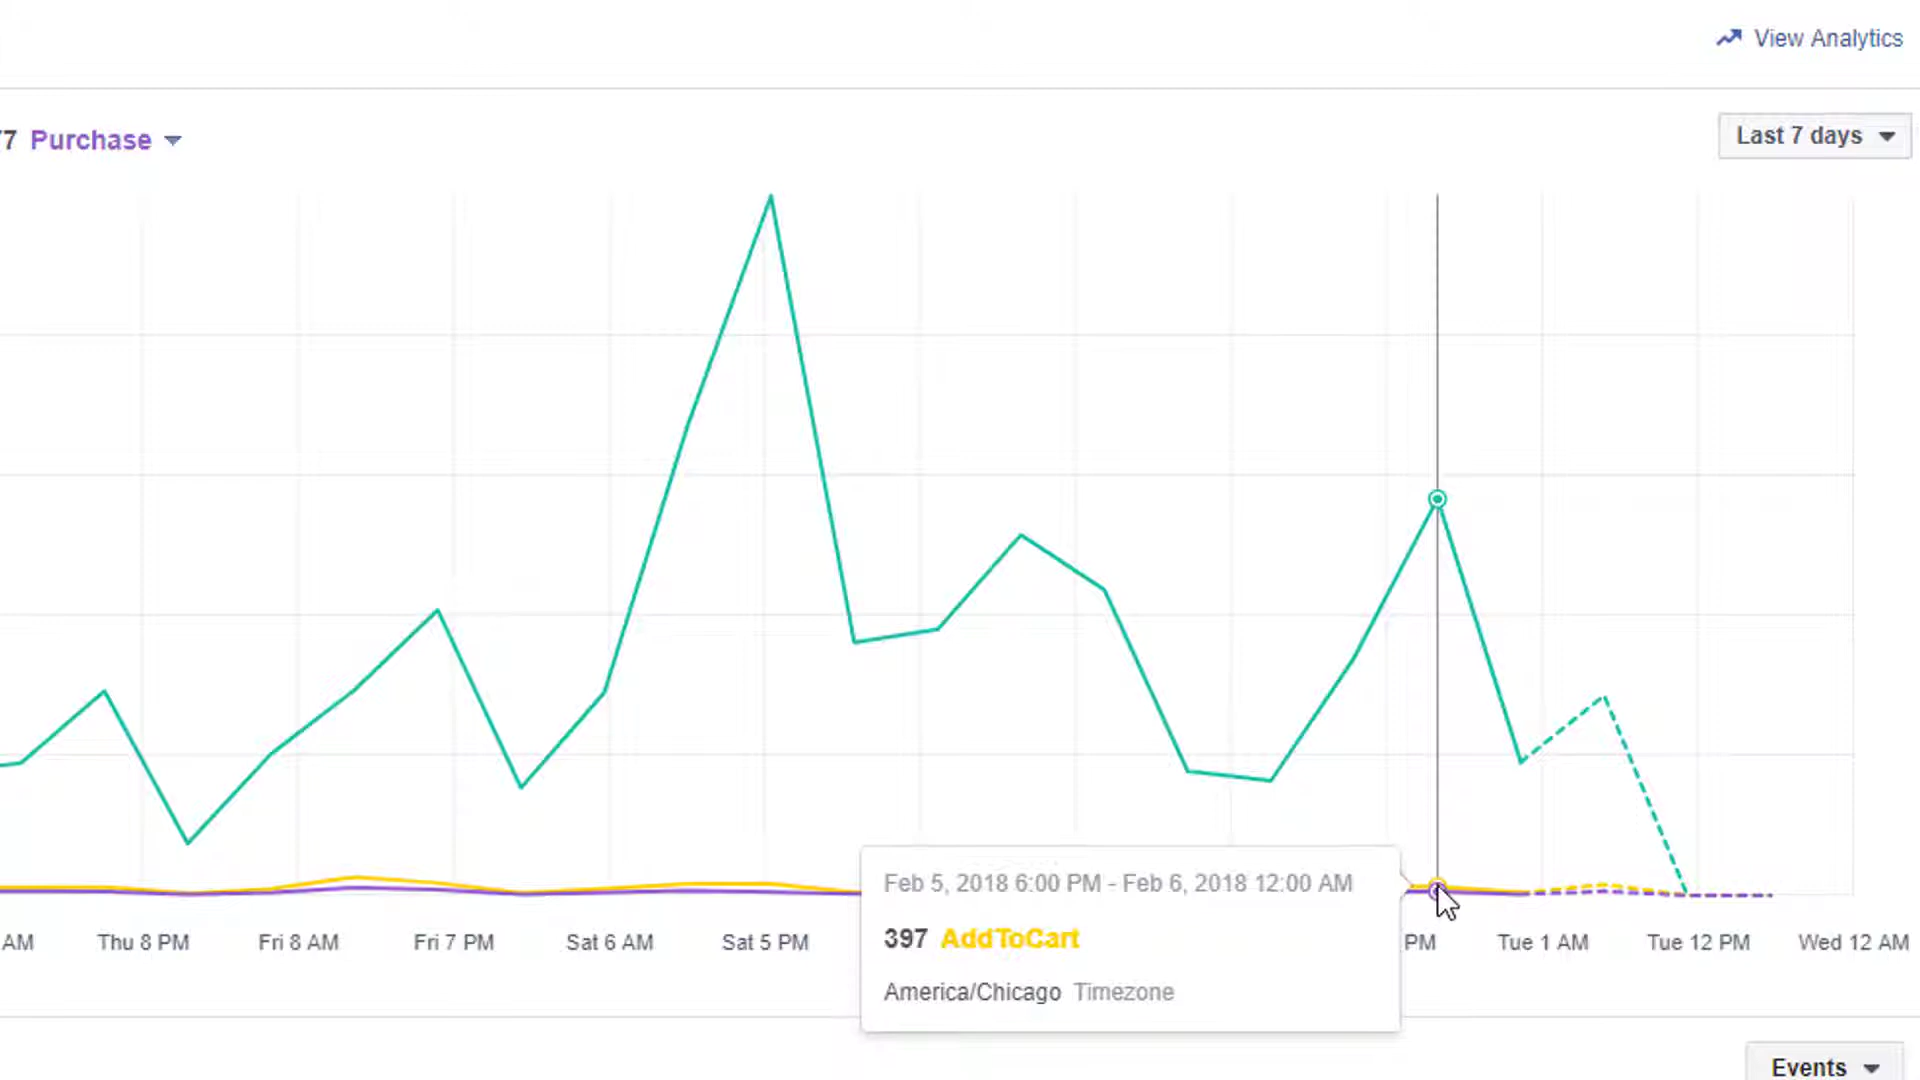 View Analytics
77 Purchase
Last 7 days
AM Thu 8 PM Fri 8 AM Fri 7 PM Sat 6 AM Sat 5 PM PM Tue 1 AM Tue 12 PM Wed 12 AM
Feb 5, 2018 6:00 PM - Feb 6, 2018 12:00 AM
397 AddToCart
America/Chicago Timezone
Events